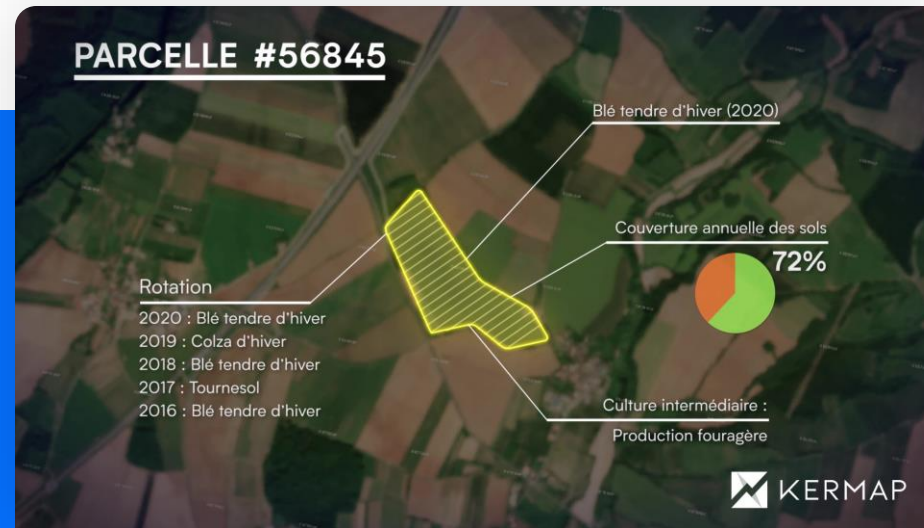 PARCELLE #56845
Blé tendre d'hiver (2020)
Couverture annuelle des sols
72%
Rotation
2020 : Blé tendre d'hiver
2019 : Colza d'hiver
2018 : Blé tendre d'hiver
2017 : Tournesol
2016 : Blé tendre d'hiver
Culture intermédiaire :
Production fouragère
KERMAP